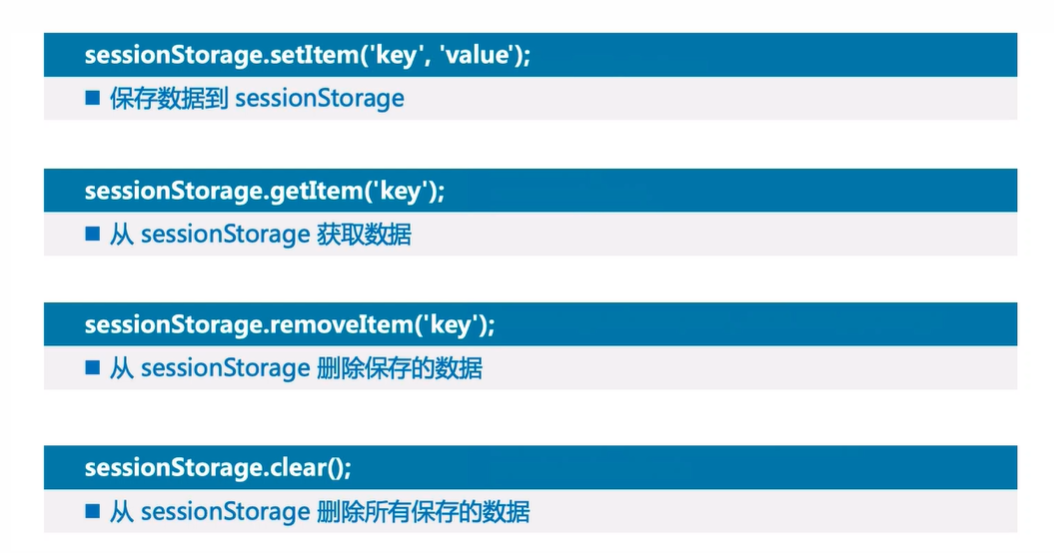 sessionStorage.setItem('key', 'value');
■ 保存数据到 sessionStorage
sessionStorage.getItem('key');
■ 从 sessionStorage 获取数据
sessionStorage.removeItem('key');
■ 从 sessionStorage 删除保存的数据
sessionStorage.clear();
■ 从 sessionStorage 删除所有保存的数据